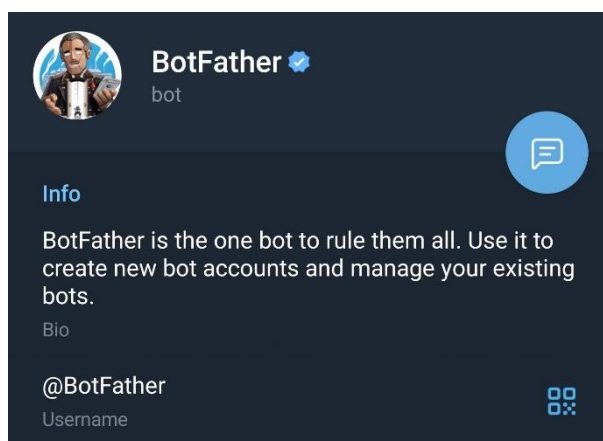 BotFather
bot
Info
BotFather is the one bot to rule them all. Use it to
create new bot accounts and manage your existing
bots.
Bio
@BotFather
Username